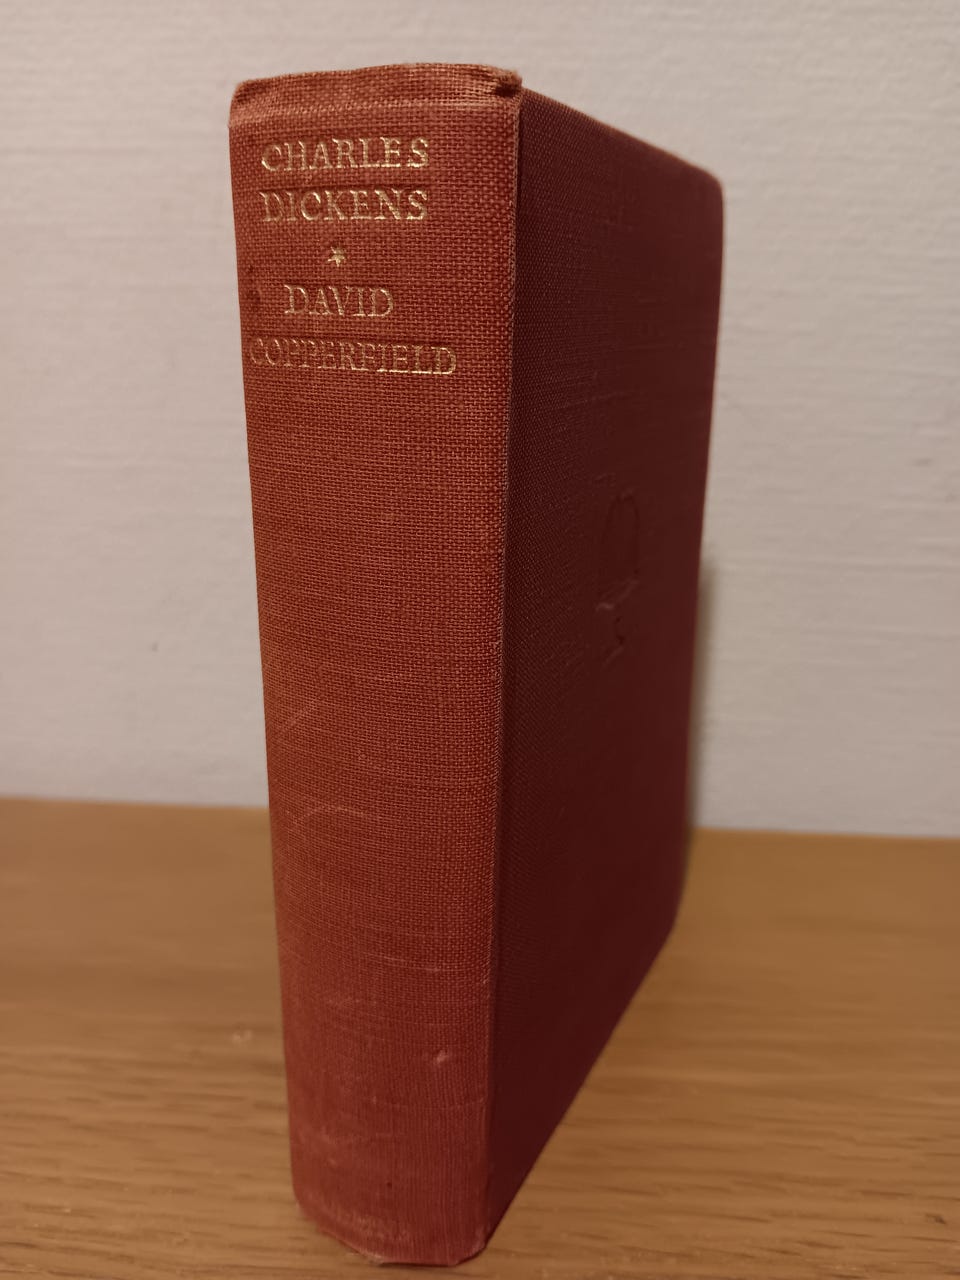 CHARLES
DICKENS
DAVID
COPPERFIELD